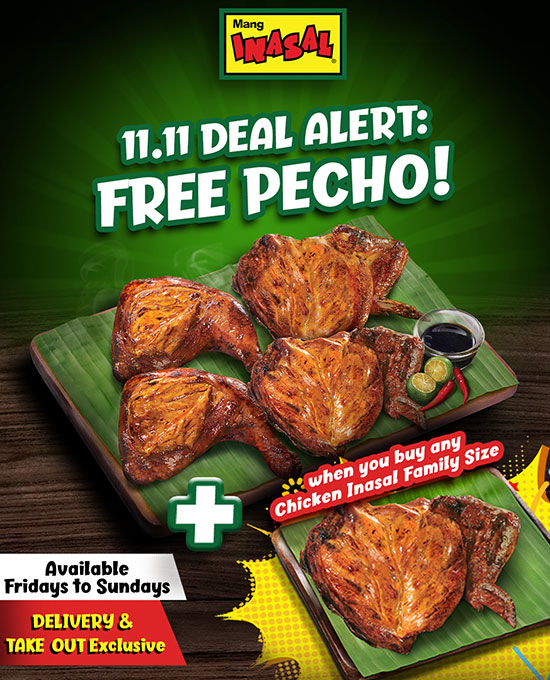 Mang
INASAL
11.11 DEAL ALERT:
FREE PECHO!
when you buy any
Chicken Inasal Family Size
Available
Fridays to Sundays
DELIVERY &
TAKE OUT Exclusive